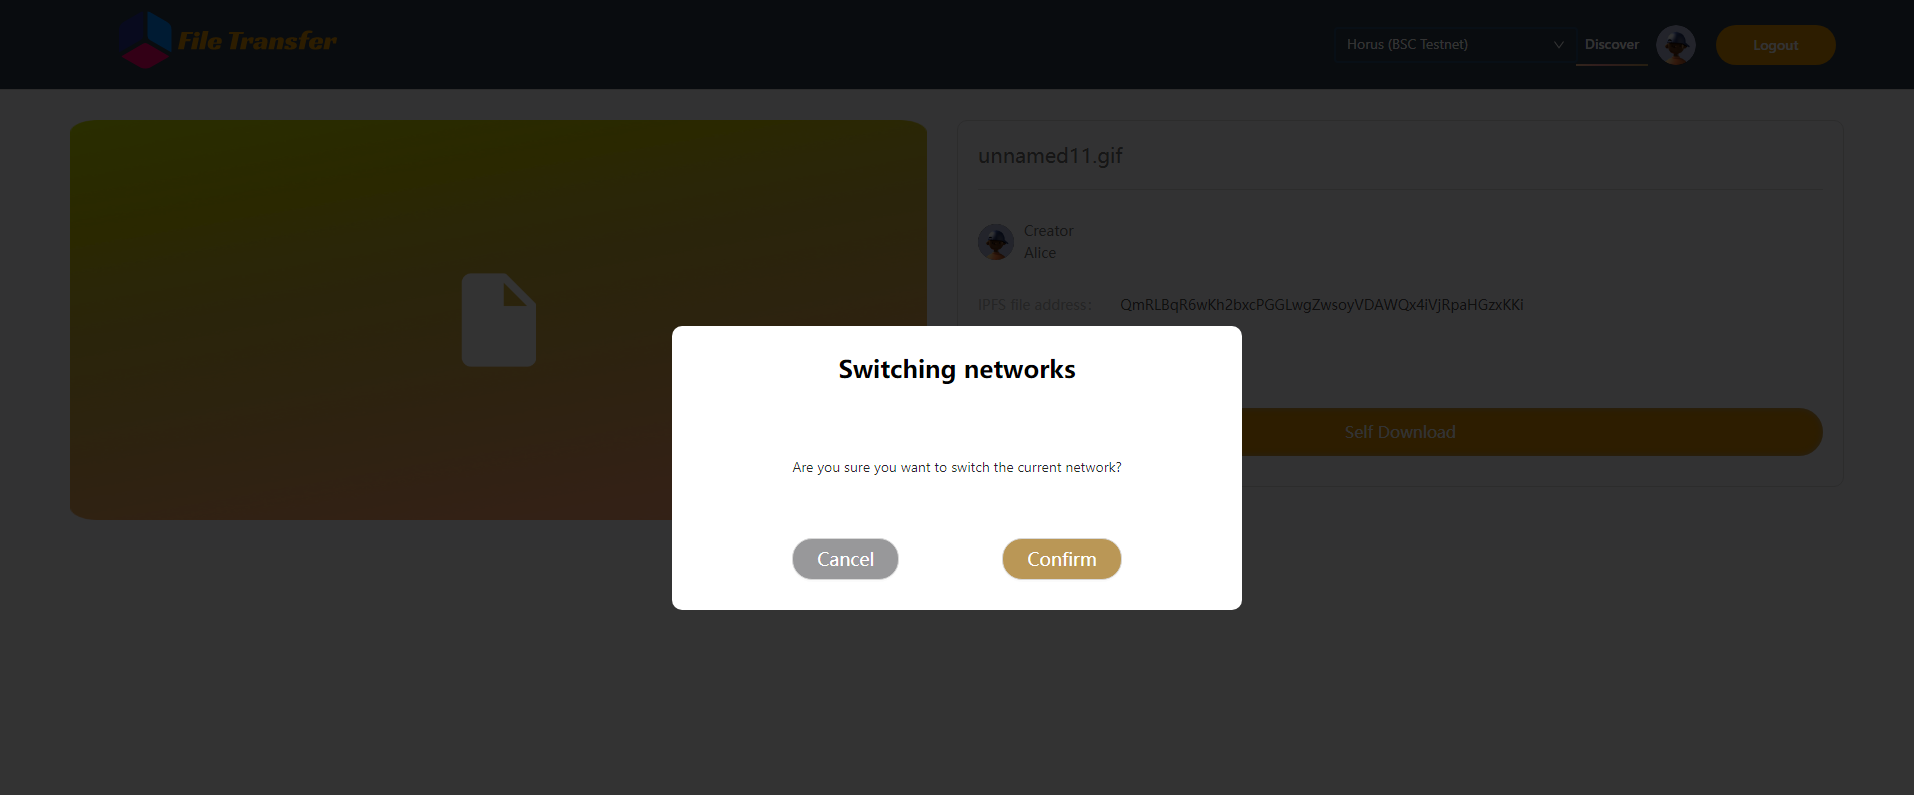 File Transfer
Horus (BSC Testnet)
Discover
Logout
unnamed11.gif
Creator
Alice
IPFS file address: QmRLBqR6wKh2bxcPGGLwgZwsoyVDAWQx4iVjRpaHGzxKKi
Switching networks
Self Download
Are you sure you want to switch the current network?
Cancel
Confirm